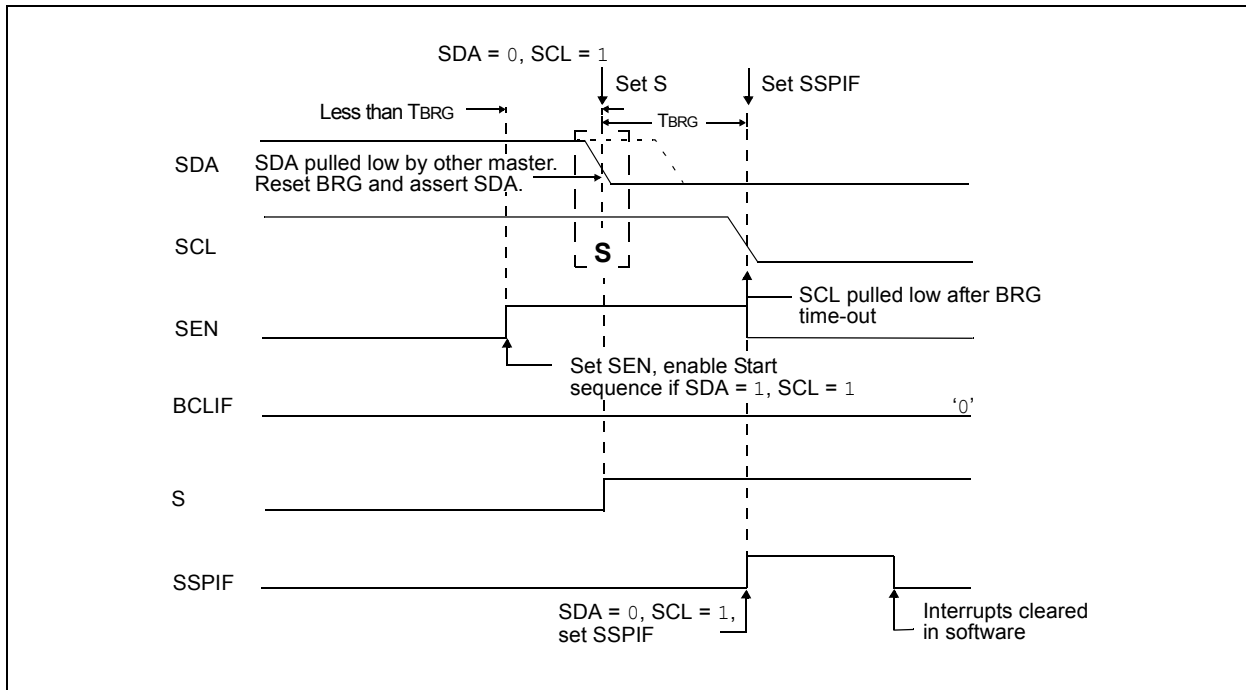 SDA = 0, SCL = 1
Set S
Set SSPIF
Less than TBRG
TBRG
SDA
SDA pulled low by other master.
Reset BRG and assert SDA.
SCL
S
SCL pulled low after BRG
time-out
SEN
Set SEN, enable Start
sequence if SDA = 1, SCL = 1
BCLIF
‘0’
S
SSPIF
SDA = 0, SCL = 1,
set SSPIF
Interrupts cleared
in software